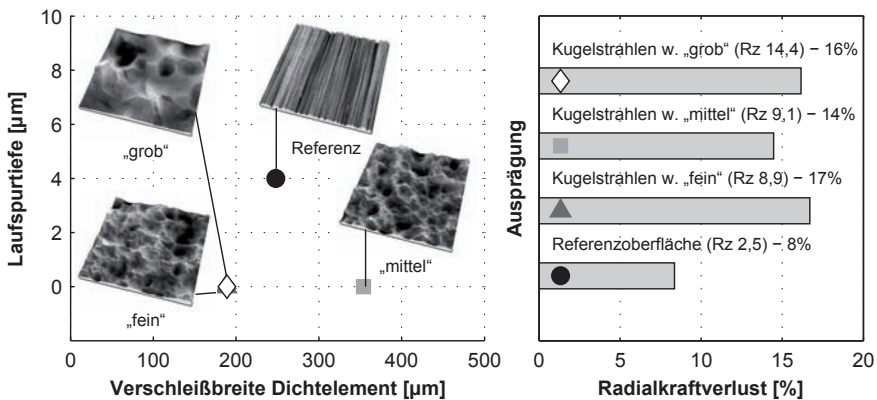 10
8
6
4
2
0
Laufspurtiefe [µm]
„grob“
Referenz
„mittel“
„fein“
0 100 200 300 400 500
Verschleißbreite Dichtelement [µm]
Ausprägung
Kugelstrahlen w. „grob“ (Rz 14,4) − 16%
Kugelstrahlen w. „mittel“ (Rz 9,1) − 14%
Kugelstrahlen w. „fein“ (Rz 8,9) − 17%
Referenzoberfläche (Rz 2,5) − 8%
0 5 10 15 20
Radialkraftverlust [%]